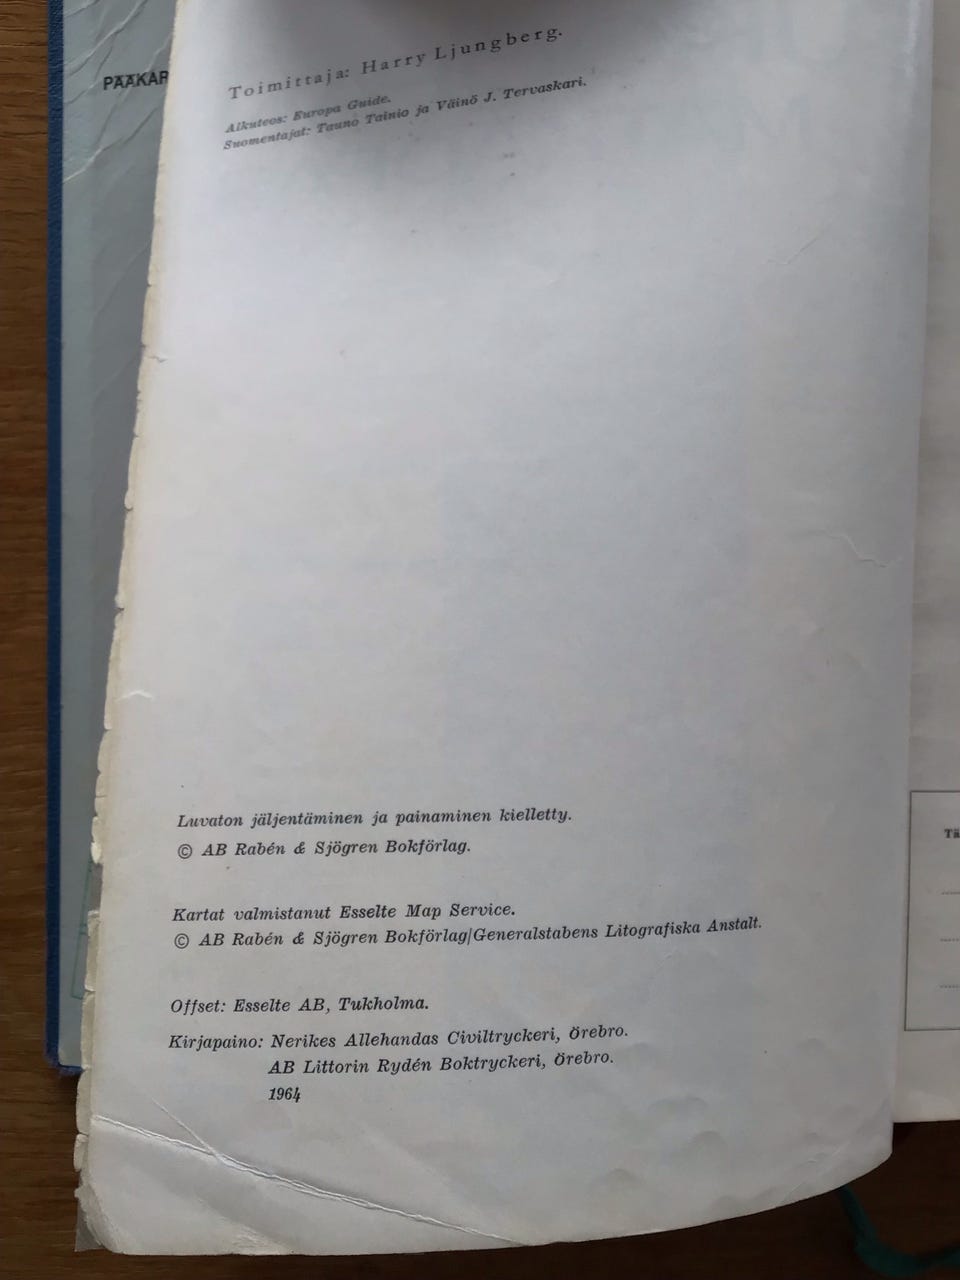 PÄÄKAR
Toimittaja: Harry Ljungberg.
Alkuteos: Europa Guide.
Suomentajat: Tauno Tainio ja Väinö J. Tervaskari.
Luvaton jäljentäminen ja painaminen kielletty.
© AB Rabén & Sjögren Bokförlag.
Kartat valmistanut Esselte Map Service.
© AB Rabén & Sjögren Bokförlag/Generalstabens Litografiska Anstalt.
Offset: Esselte AB, Tukholma.
Kirjapaino: Nerikes Allehandas Civiltryckeri, Örebro.
AB Littorin Rydén Boktryckeri, Örebro.
1964
Tä